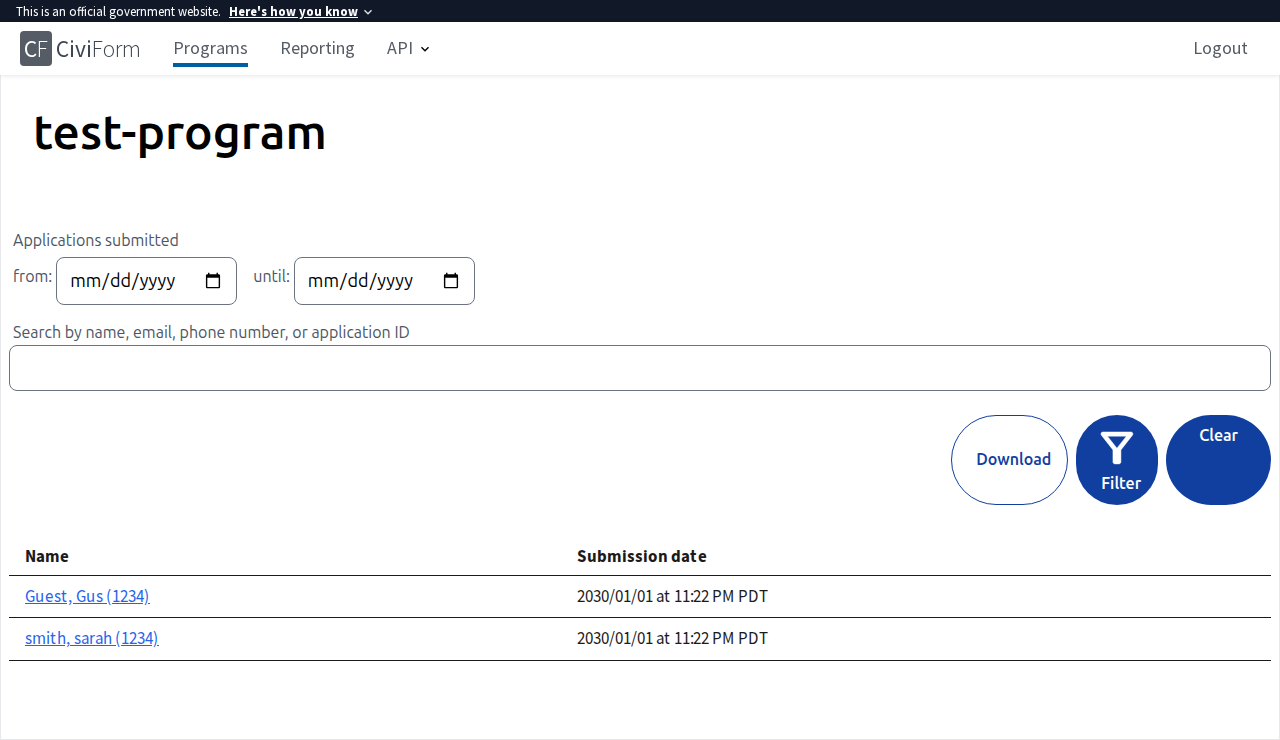 This is an official government website. Here's how you know
CF CiviForm Programs Reporting API Logout
test-program
Applications submitted
from: mm/dd/yyyy until: mm/dd/yyyy
Search by name, email, phone number, or application ID
Download Filter Clear
Name Submission date
Guest, Gus (1234) 2030/01/01 at 11:22 PM PDT
smith, sarah (1234) 2030/01/01 at 11:22 PM PDT